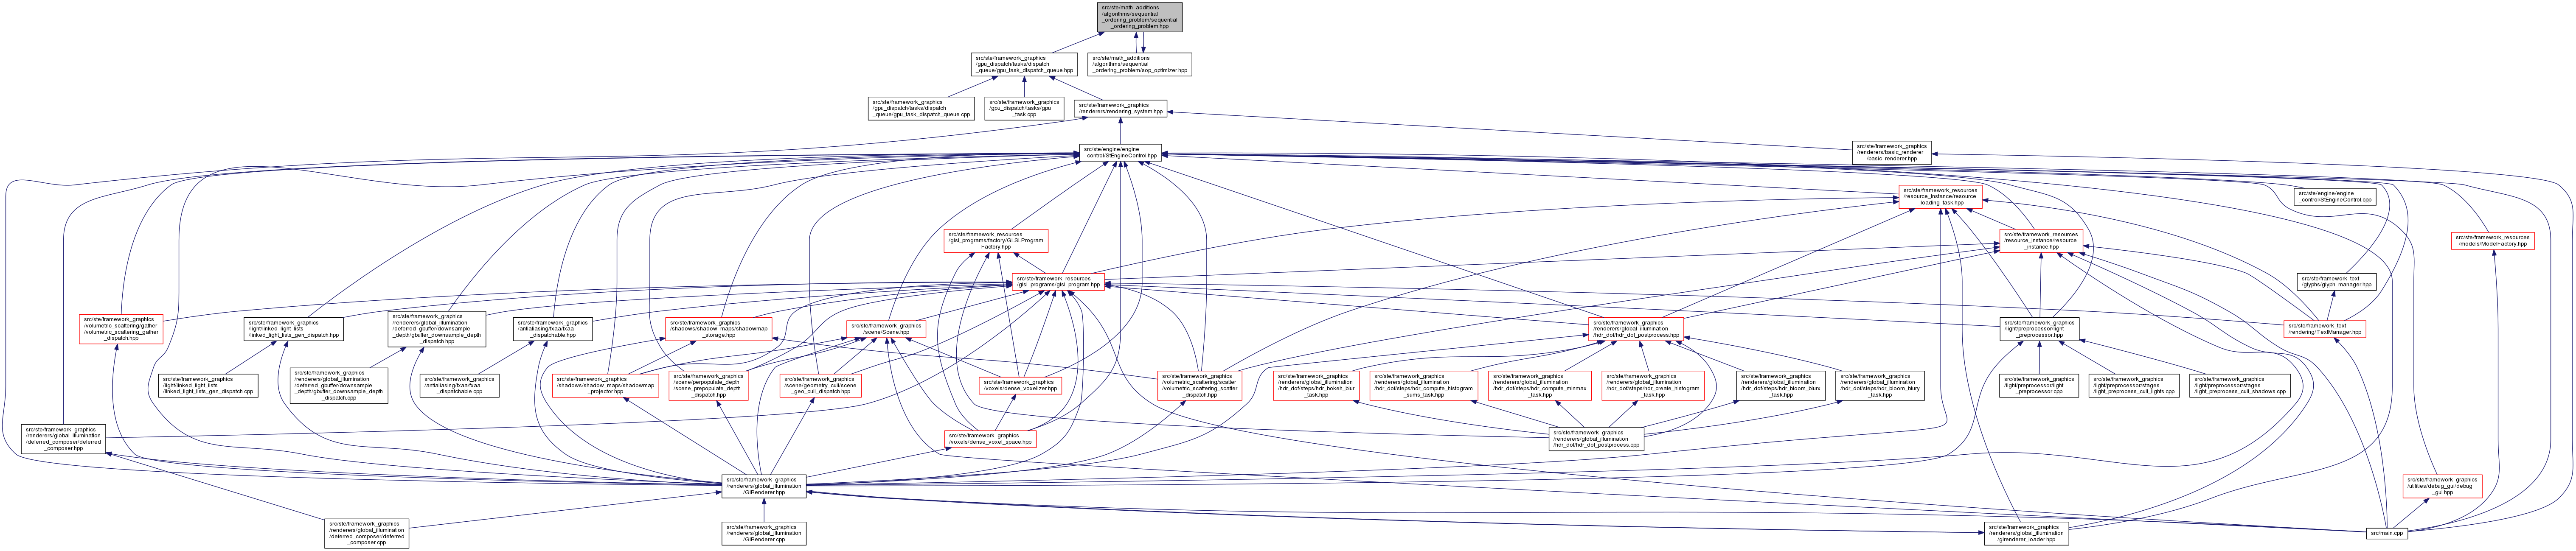 src/ste/math_additions
/algorithms/sequential
_ordering_problem/sequential
_ordering_problem.hpp
src/ste/framework_graphics
/gpu_dispatch/tasks/dispatch
_queue/gpu_task_dispatch_queue.hpp
src/ste/math_additions
/algorithms/sequential
_ordering_problem/sop_optimizer.hpp
src/ste/framework_graphics
/gpu_dispatch/tasks/dispatch
_queue/gpu_task_dispatch_queue.cpp
src/ste/framework_graphics
/gpu_dispatch/tasks/gpu
_task.cpp
src/ste/framework_graphics
/renderers/rendering_system.hpp
src/ste/engine/engine
_control/StEngineControl.hpp
src/ste/framework_graphics
/renderers/basic_renderer
/basic_renderer.hpp
src/ste/framework_resources
/resource_instance/resource
_loading_task.hpp
src/ste/engine/engine
_control/StEngineControl.cpp
src/ste/framework_resources
/glsl_programs/factory/GLSLProgram
Factory.hpp
src/ste/framework_resources
/resource_instance/resource
_instance.hpp
src/ste/framework_resources
/models/ModelFactory.hpp
src/ste/framework_resources
/glsl_programs/glsl_program.hpp
src/ste/framework_text
/glyphs/glyph_manager.hpp
src/ste/framework_graphics
/volumetric_scattering/gather
/volumetric_scattering_gather
_dispatch.hpp
src/ste/framework_graphics
/light/linked_light_lists
/linked_light_lists_gen_dispatch.hpp
src/ste/framework_graphics
/renderers/global_illumination
/deferred_gbuffer/downsample
_depth/gbuffer_downsample_depth
_dispatch.hpp
src/ste/framework_graphics
/antialiasing/fxaa/fxaa
_dispatchable.hpp
src/ste/framework_graphics
/shadows/shadow_maps/shadowmap
_storage.hpp
src/ste/framework_graphics
/scene/Scene.hpp
src/ste/framework_graphics
/renderers/global_illumination
/hdr_dof/hdr_dof_postprocess.hpp
src/ste/framework_graphics
/light/preprocessor/light
_preprocessor.hpp
src/ste/framework_text
/rendering/TextManager.hpp
src/ste/framework_graphics
/light/linked_light_lists
/linked_light_lists_gen_dispatch.cpp
src/ste/framework_graphics
/renderers/global_illumination
/deferred_gbuffer/downsample
_depth/gbuffer_downsample_depth
_dispatch.cpp
src/ste/framework_graphics
/antialiasing/fxaa/fxaa
_dispatchable.cpp
src/ste/framework_graphics
/shadows/shadow_maps/shadowmap
_projector.hpp
src/ste/framework_graphics
/scene/perpopulate_depth
/scene_prepopulate_depth
_dispatch.hpp
src/ste/framework_graphics
/scene/geometry_cull/scene
_geo_cull_dispatch.hpp
src/ste/framework_graphics
/voxels/dense_voxelizer.hpp
src/ste/framework_graphics
/volumetric_scattering/scatter
/volumetric_scattering_scatter
_dispatch.hpp
src/ste/framework_graphics
/renderers/global_illumination
/hdr_dof/steps/hdr_bokeh_blur
_task.hpp
src/ste/framework_graphics
/renderers/global_illumination
/hdr_dof/steps/hdr_compute_histogram
_sums_task.hpp
src/ste/framework_graphics
/renderers/global_illumination
/hdr_dof/steps/hdr_compute_minmax
_task.hpp
src/ste/framework_graphics
/renderers/global_illumination
/hdr_dof/steps/hdr_create_histogram
_task.hpp
src/ste/framework_graphics
/renderers/global_illumination
/hdr_dof/steps/hdr_bloom_blurx
_task.hpp
src/ste/framework_graphics
/renderers/global_illumination
/hdr_dof/steps/hdr_bloom_blury
_task.hpp
src/ste/framework_graphics
/light/preprocessor/light
_preprocessor.cpp
src/ste/framework_graphics
/light/preprocessor/stages
/light_preprocess_cull_lights.cpp
src/ste/framework_graphics
/light/preprocessor/stages
/light_preprocess_cull_shadows.cpp
src/ste/framework_graphics
/renderers/global_illumination
/deferred_composer/deferred
_composer.hpp
src/ste/framework_graphics
/voxels/dense_voxel_space.hpp
src/ste/framework_graphics
/renderers/global_illumination
/hdr_dof/hdr_dof_postprocess.cpp
src/ste/framework_graphics
/renderers/global_illumination
/GIRenderer.hpp
src/ste/framework_graphics
/utilities/debug_gui/debug
_gui.hpp
src/ste/framework_graphics
/renderers/global_illumination
/deferred_composer/deferred
_composer.cpp
src/ste/framework_graphics
/renderers/global_illumination
/GIRenderer.cpp
src/ste/framework_graphics
/renderers/global_illumination
/girenderer_loader.hpp
src/main.cpp